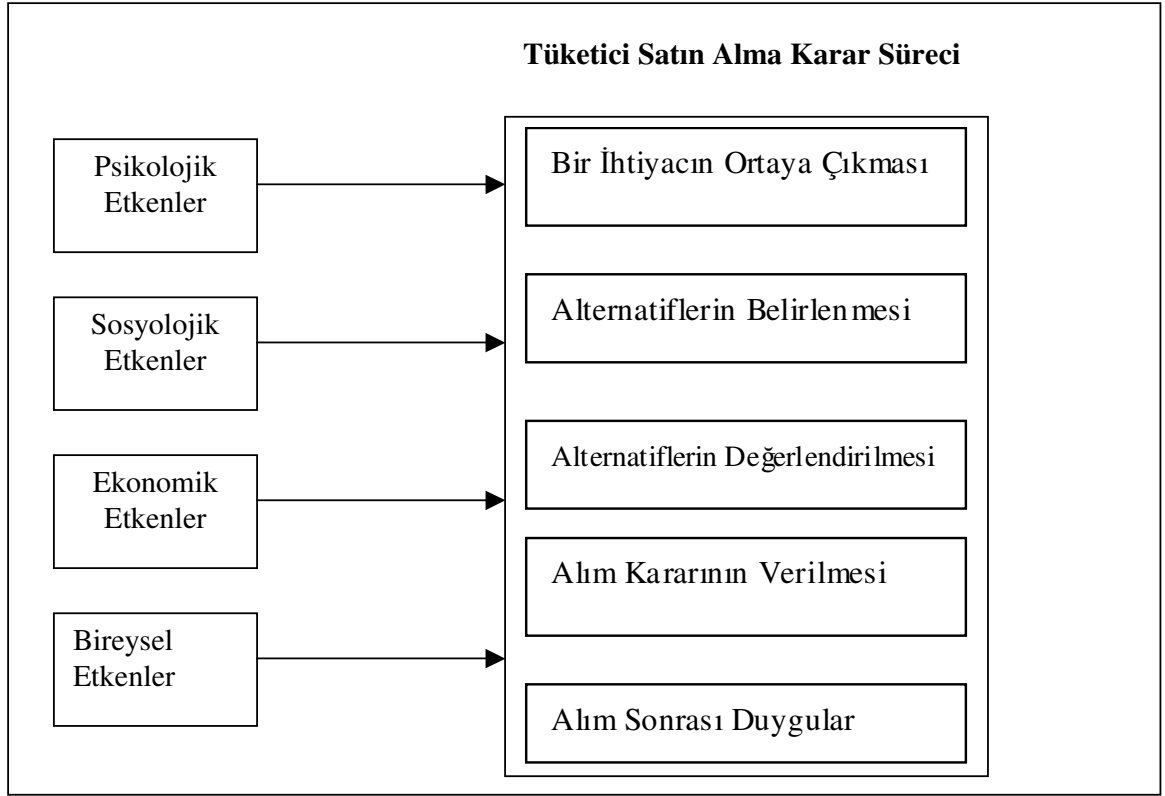 Tüketici Satın Alma Karar Süreci
Psikolojik
Etkenler
Sosyolojik
Etkenler
Ekonomik
Etkenler
Bireysel
Etkenler
Bir İhtiyacın Ortaya Çıkması
Alternatiflerin Belirlenmesi
Alternatiflerin Değerlendirilmesi
Alım Kararının Verilmesi
Alım Sonrası Duygular